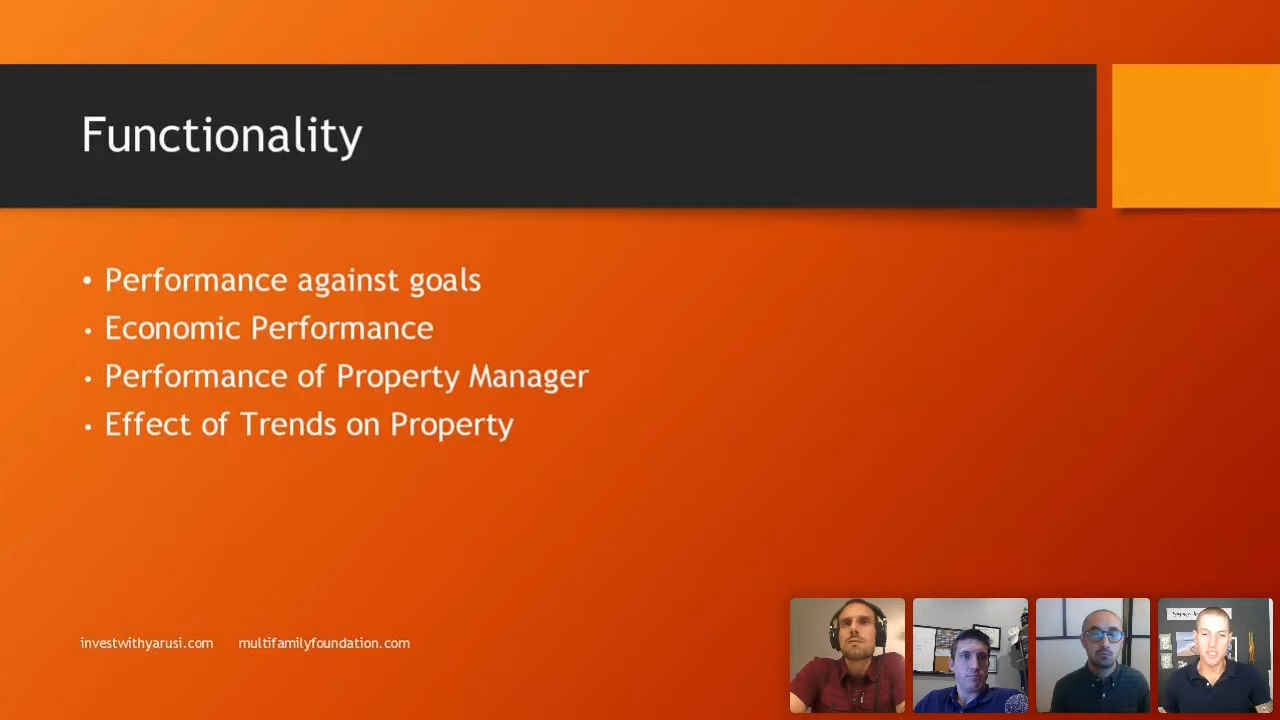 Functionality
• Performance against goals
• Economic Performance
• Performance of Property Manager
• Effect of Trends on Property
investwithyarusi.com multifamilyfoundation.com